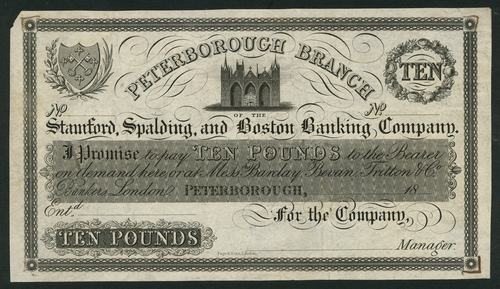 PETERBOROUGH BRANCH
TEN
No No
OF THE
Stamford, Spalding, and Boston Banking Company.
I Promise to pay TEN POUNDS to the Bearer
on demand here or at Mess.rs Barclay Bevan Tritton & Co.
Bankers London. PETERBOROUGH, 18
Ent.d For the Company,
TEN POUNDS
Manager.